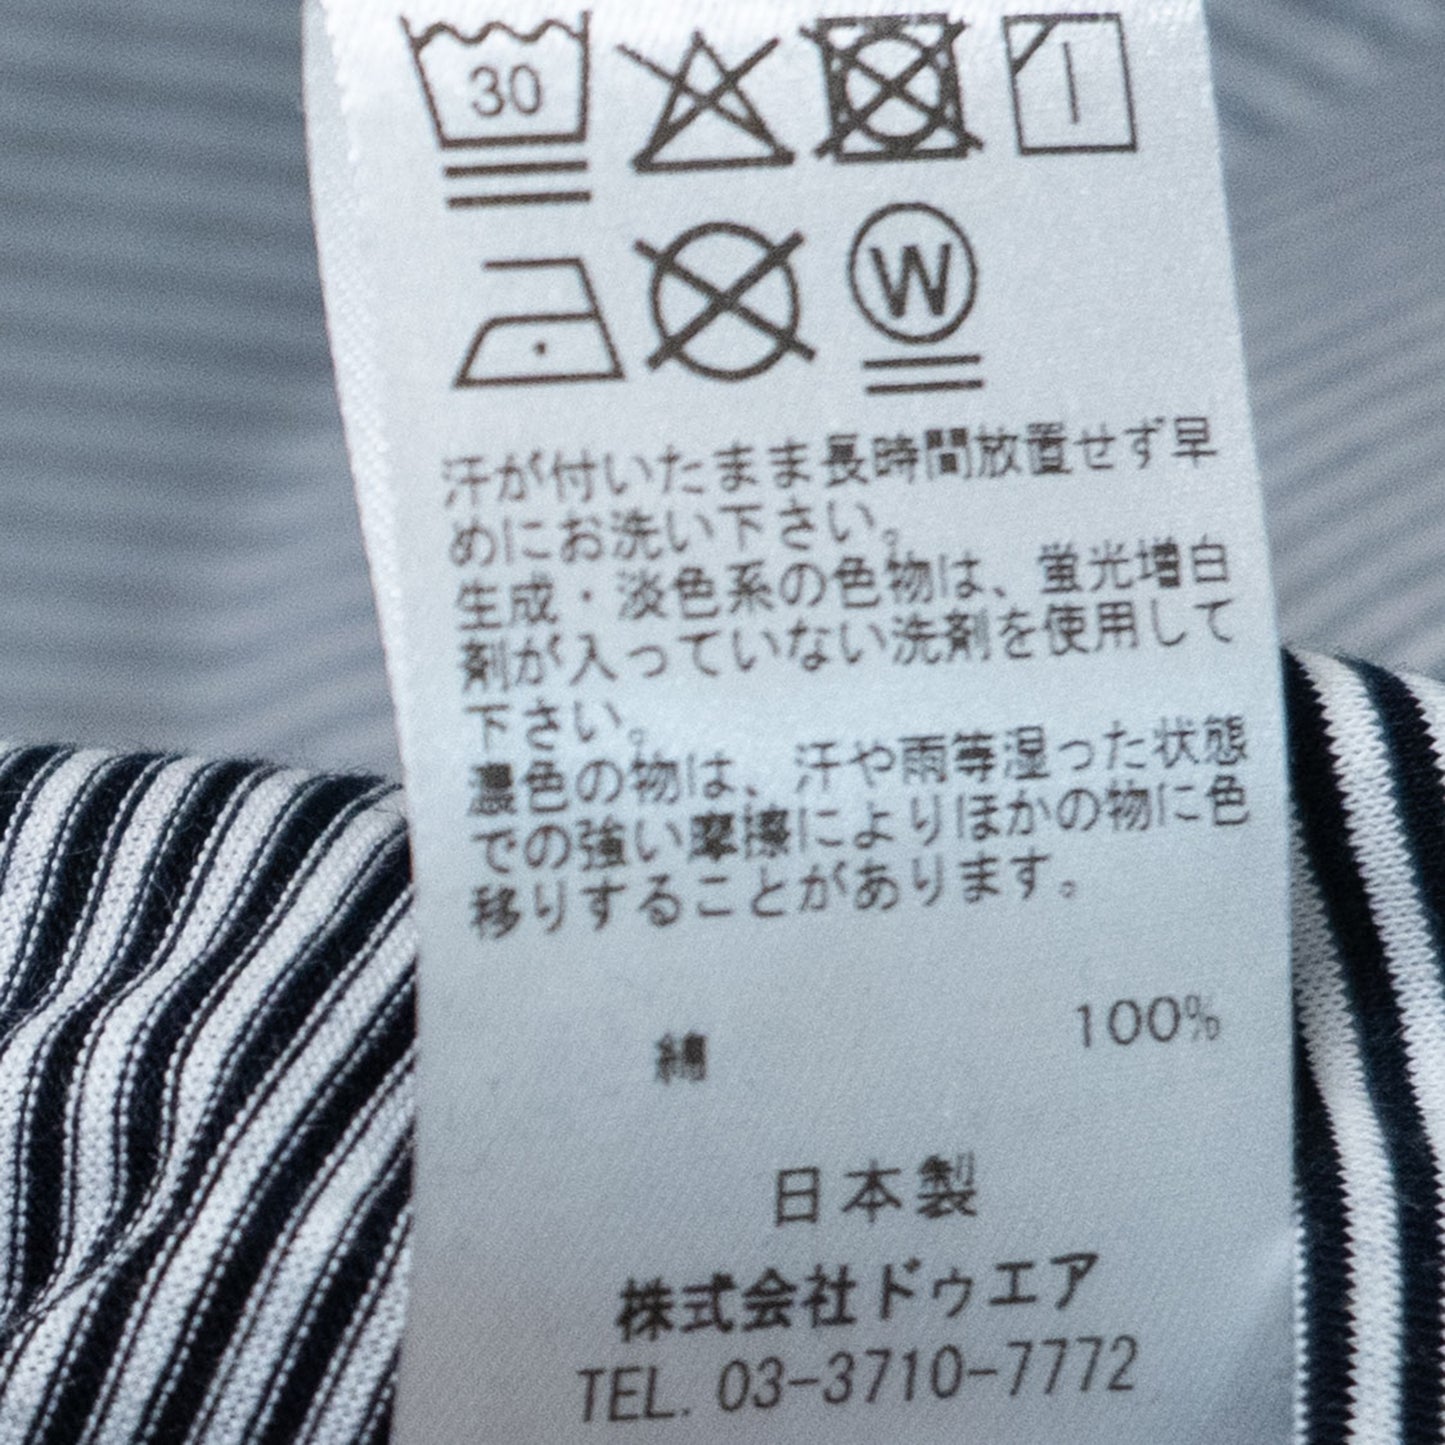 30
W
汗が付いたまま長時間放置せず早
めにお洗い下さい。
生成・淡色系の色物は、蛍光増白
剤が入っていない洗剤を使用して
下さい。
濃色の物は、汗や雨等湿った状態
での強い摩擦によりほかの物に色
移りすることがあります。
綿 100%
日本製
株式会社ドゥエア
TEL. 03-3710-7772